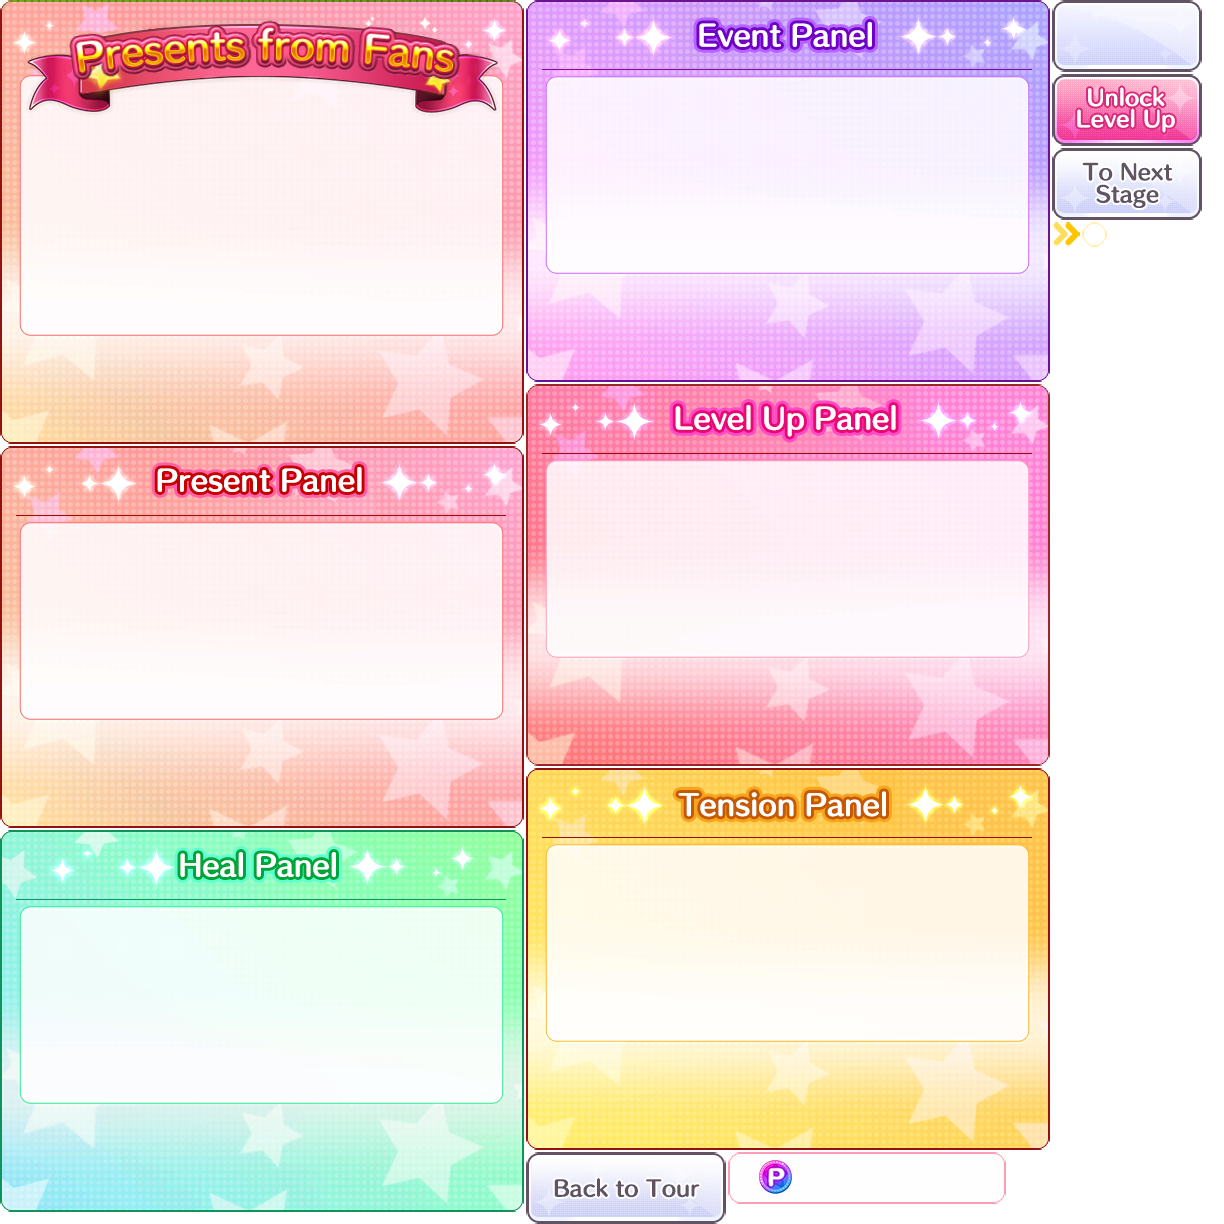 Presents from Fans
Present Panel
Heal Panel
Event Panel
Level Up Panel
Tension Panel
Back to Tour
P
Unlock
Level Up
To Next
Stage